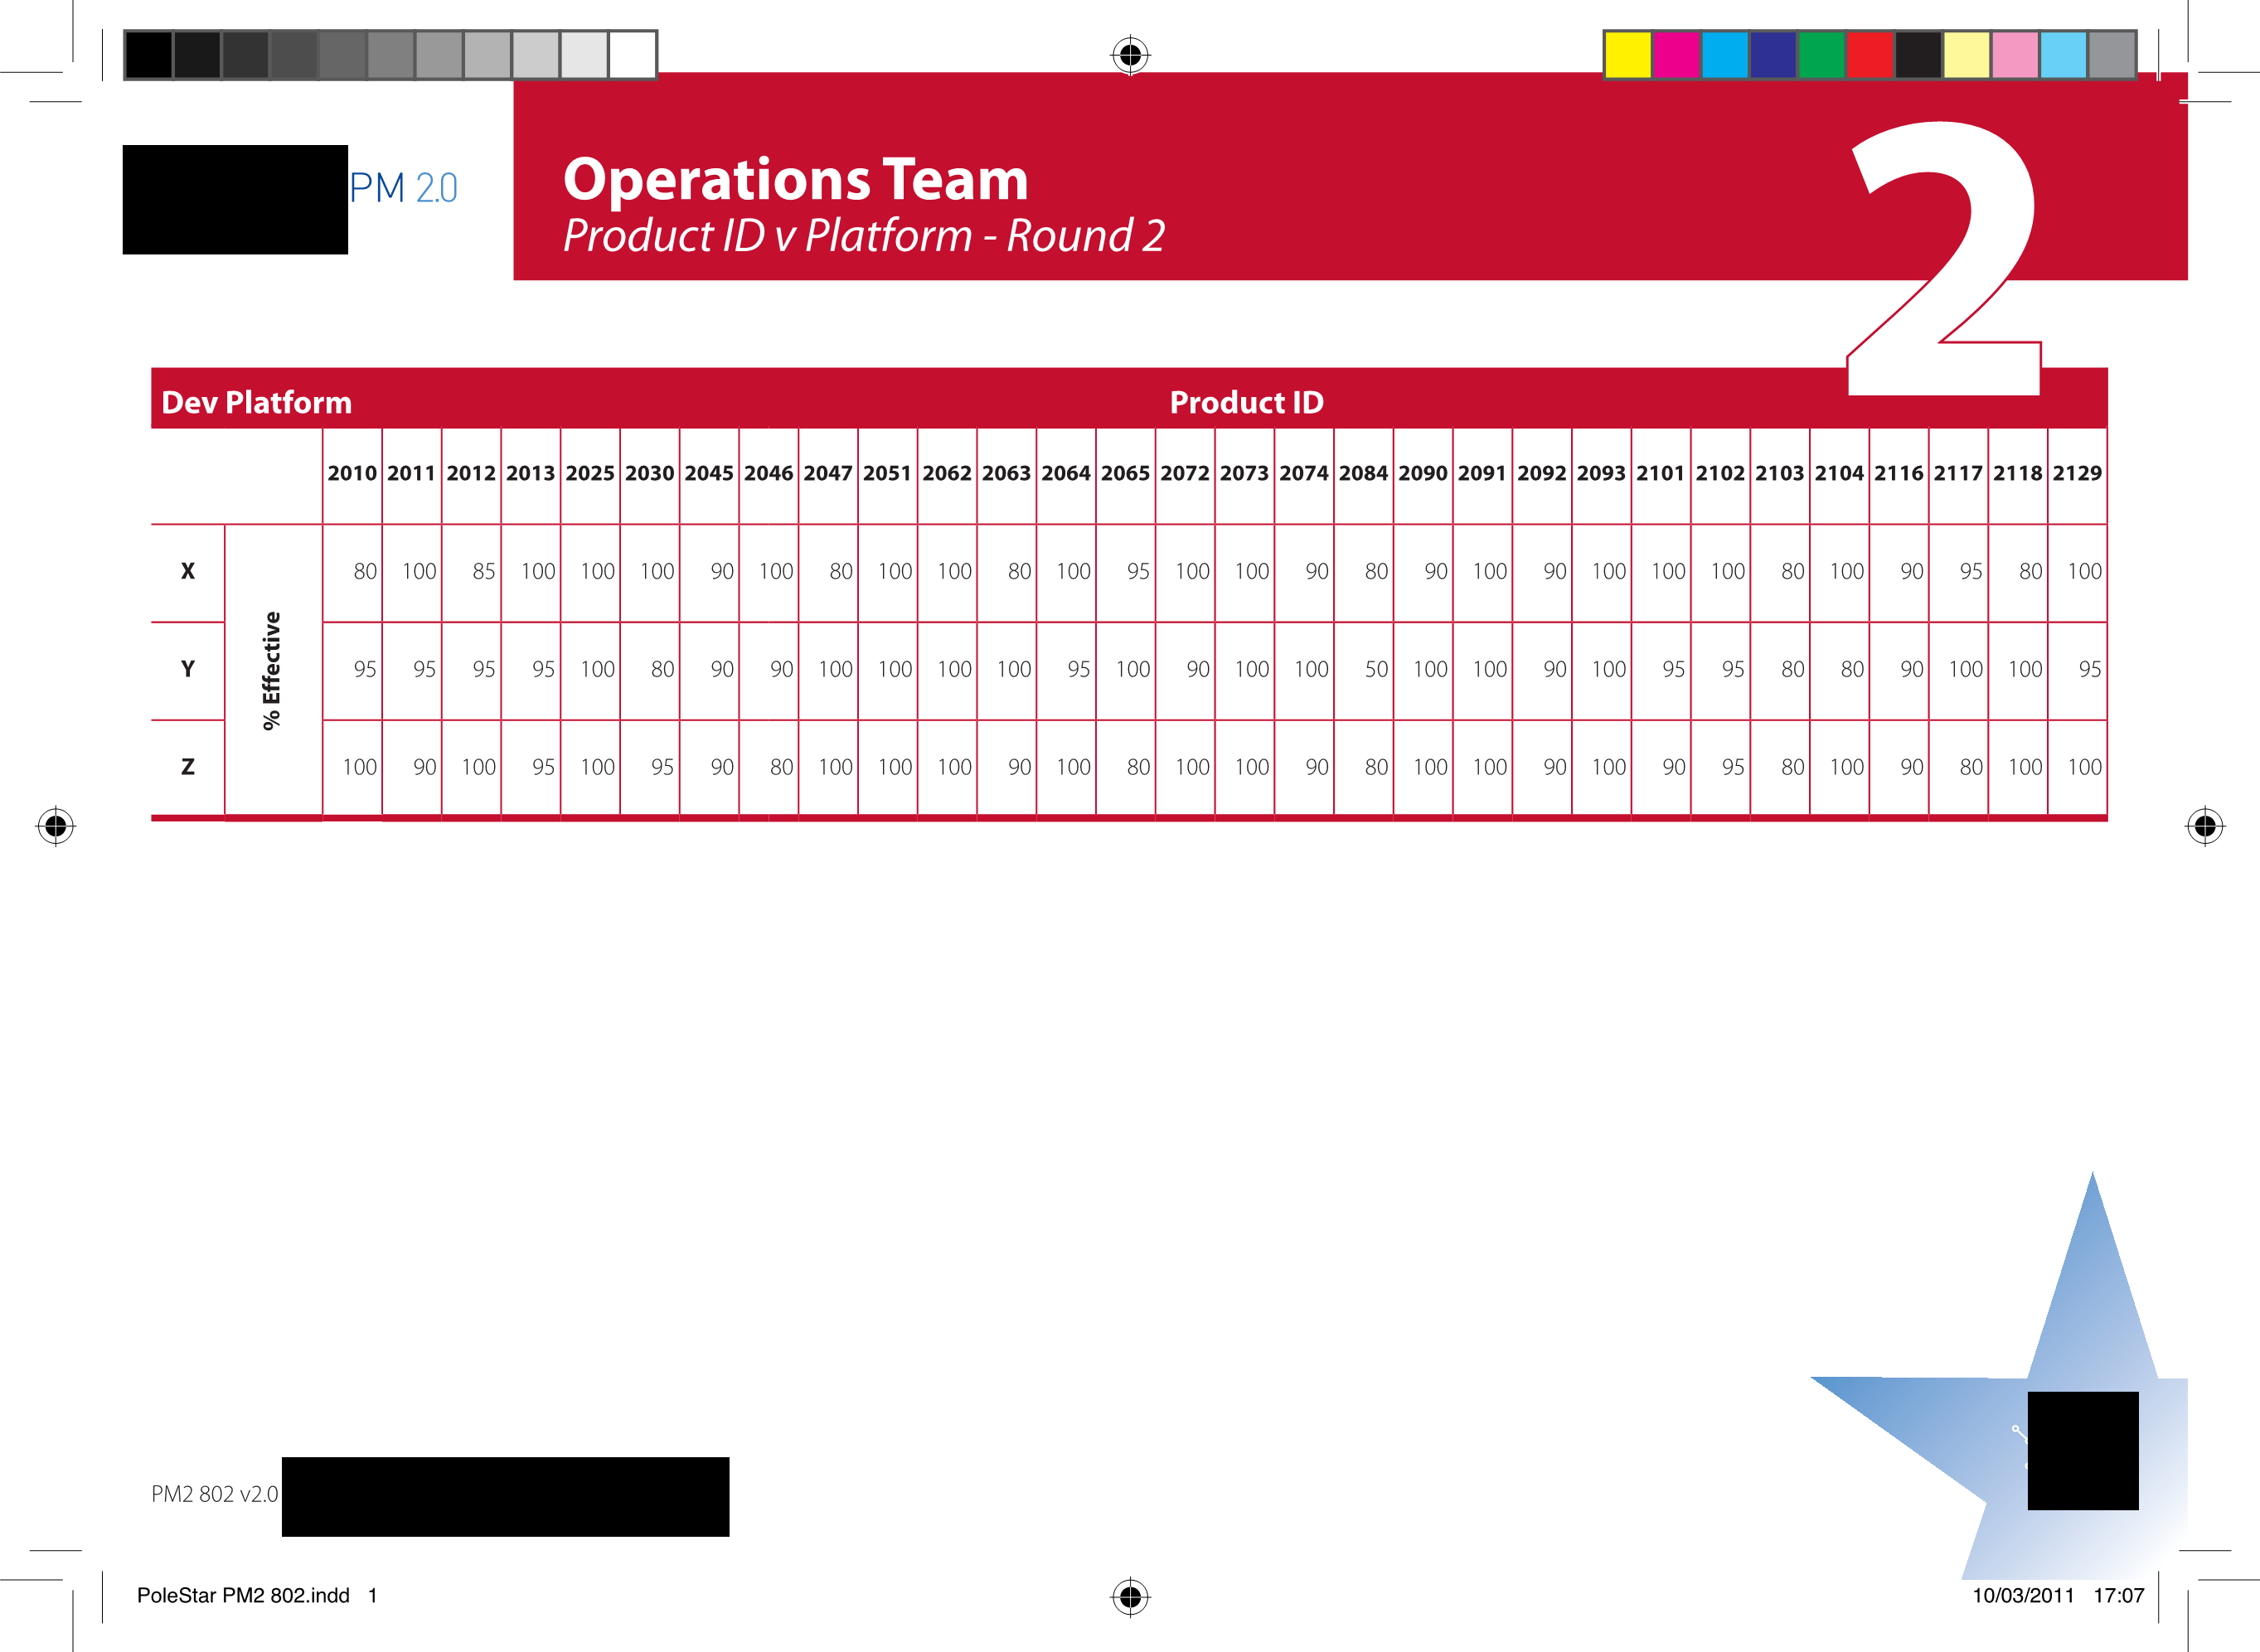 PM 2.0
Operations Team
Product ID v Platform - Round 2
2
Dev Platform Product ID
2010 2011 2012 2013 2025 2030 2045 2046 2047 2051 2062 2063 2064 2065 2072 2073 2074 2084 2090 2091 2092 2093 2101 2102 2103 2104 2116 2117 2118 2129
% Effective
X 80 100 85 100 100 100 90 100 80 100 100 80 100 95 100 100 90 80 90 100 90 100 100 100 80 100 90 95 80 100
Y 95 95 95 95 100 80 90 90 100 100 100 100 95 100 90 100 100 50 100 100 90 100 95 95 80 80 90 100 100 95
Z 100 90 100 95 100 95 90 80 100 100 100 90 100 80 100 100 90 80 100 100 90 100 90 95 80 100 90 80 100 100
PM2 802 v2.0
PoleStar PM2 802.indd 1 10/03/2011 17:07